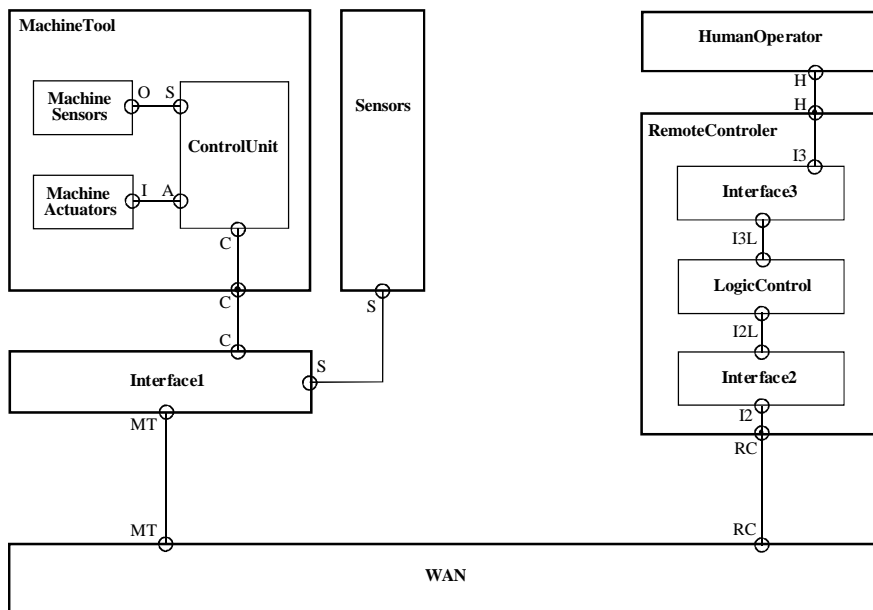 MachineTool
HumanOperator
Machine
Sensors
O
S
ControlUnit
Machine
Actuators
I
A
C
Sensors
H
H
RemoteControler
I3
Interface3
I3L
LogicControl
I2L
Interface2
I2
RC
C
C
S
S
Interface1
MT
MT
RC
WAN